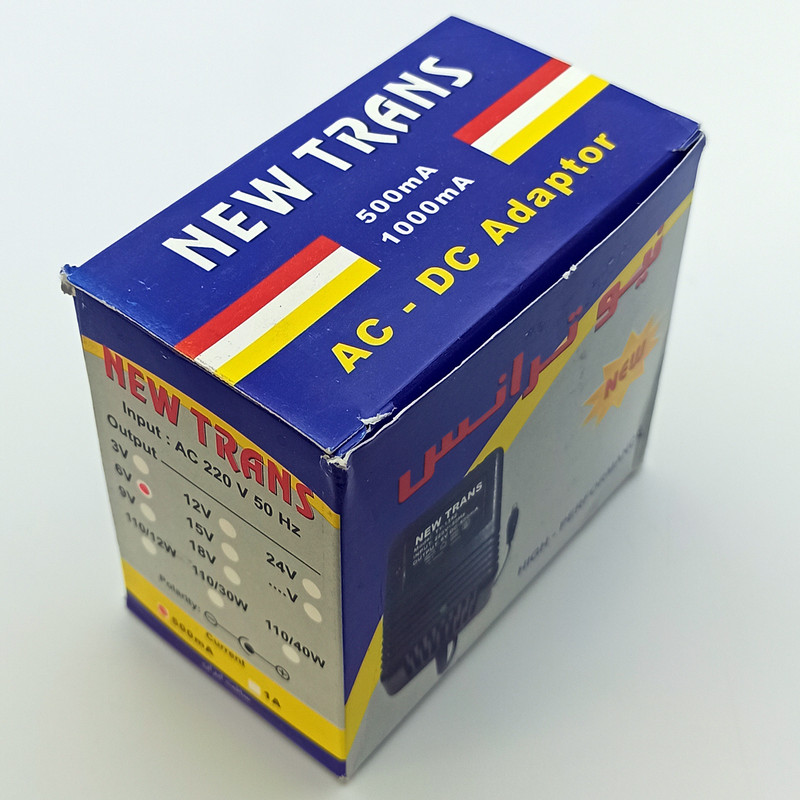 NEW TRANS
500mA
1000mA
AC - DC Adaptor
NEW TRANS
Input : AC 220 V 50 Hz
Output
3V
6V
9V
110/12W
12V
15V
18V
110/30W
24V
....V
110/40W
Polarity:
Current
500mA
1A
نیو ترانس
NEW
NEW TRANS
HIGH - PERFORMANCE